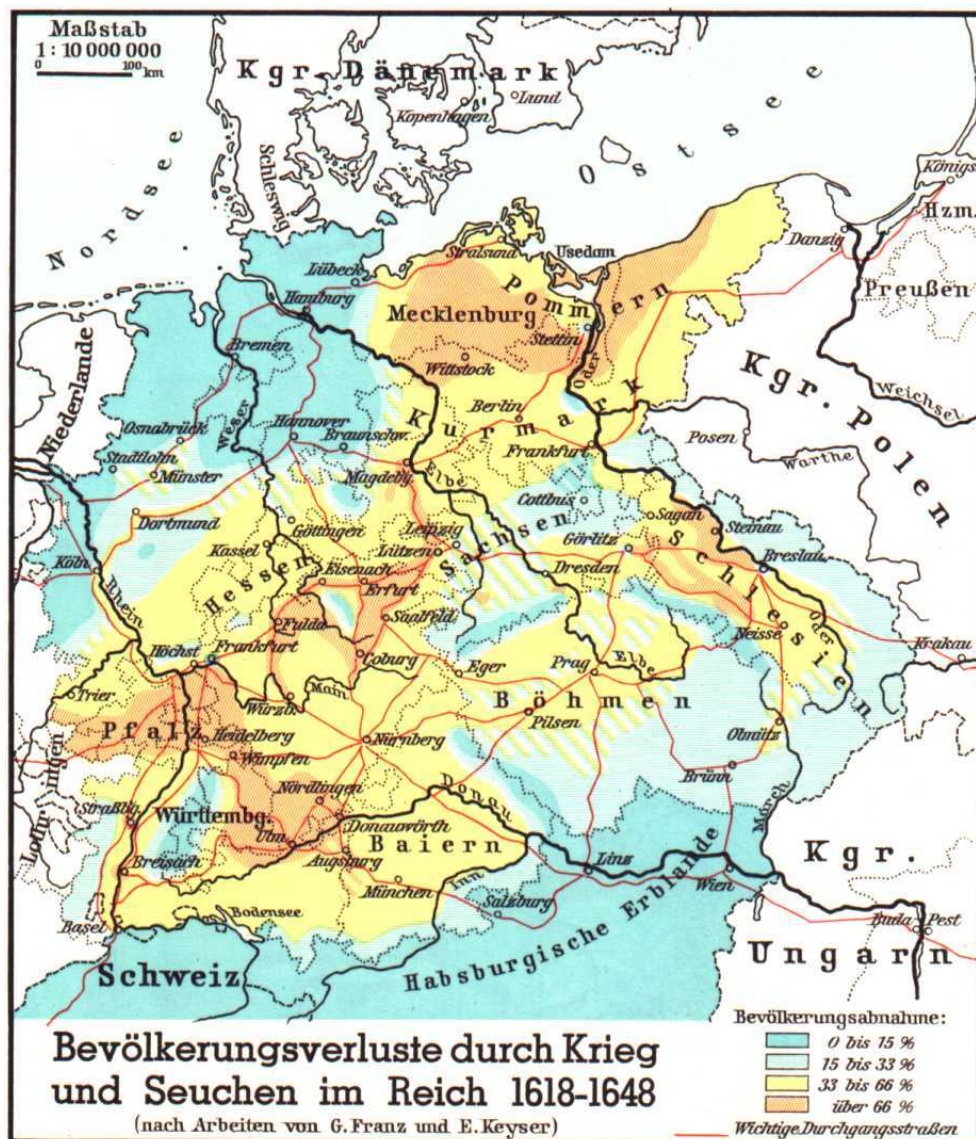 Maßstab
1 : 10 000 000
0 100 km
Kgr. Dänemark
Lund
Kopenhagen
Nordsee
Ostsee
Schleswig
Königs
Hzm.
Danzig
Preußen
Stralsund
Usedom
Lübeck
Pommern
Hamburg
Mecklenburg
Stettin
Oder
Bremen
Wittstock
Niederlande
Weser
Kgr. Polen
Weichsel
Berlin
Kurmark
Hannover
Osnabrück
Braunschw.
Posen
Stadtlohn
Frankfurt
Warthe
Münster
Magdebg.
Elbe
Cottbus
Dortmund
Sagan
Steinau
Göttingen
Leipzig
Sachsen
Kassel
Lützen
Görlitz
Breslau
Köln
Hessen
Eisenach
Dresden
Schlesien
Rhein
Erfurt
Fulda
Saalfeld
Neisse
Oder
Höchst
Frankfurt
Coburg
Eger
Prag
Elbe
Krakau
Trier
Main
Würzb.
Böhmen
Pfalz
Heidelberg
Nürnberg
Pilsen
Olmütz
Wimpfen
Brünn
Lothringen
Nördlingen
Donau
March
Straßbg.
Württembg.
Ulm
Donauwörth
Baiern
Kgr.
Breisach
Augsburg
Linz
Wien
München
Inn
Bodensee
Salzburg
Basel
Buda
Pest
Ungarn
Schweiz
Habsburgische Erblande
Bevölkerungsabnahme:
0 bis 15 %
15 bis 33 %
33 bis 66 %
über 66 %
Wichtige Durchgangsstraßen
Bevölkerungsverluste durch Krieg
und Seuchen im Reich 1618-1648
(nach Arbeiten von G. Franz und E. Keyser)